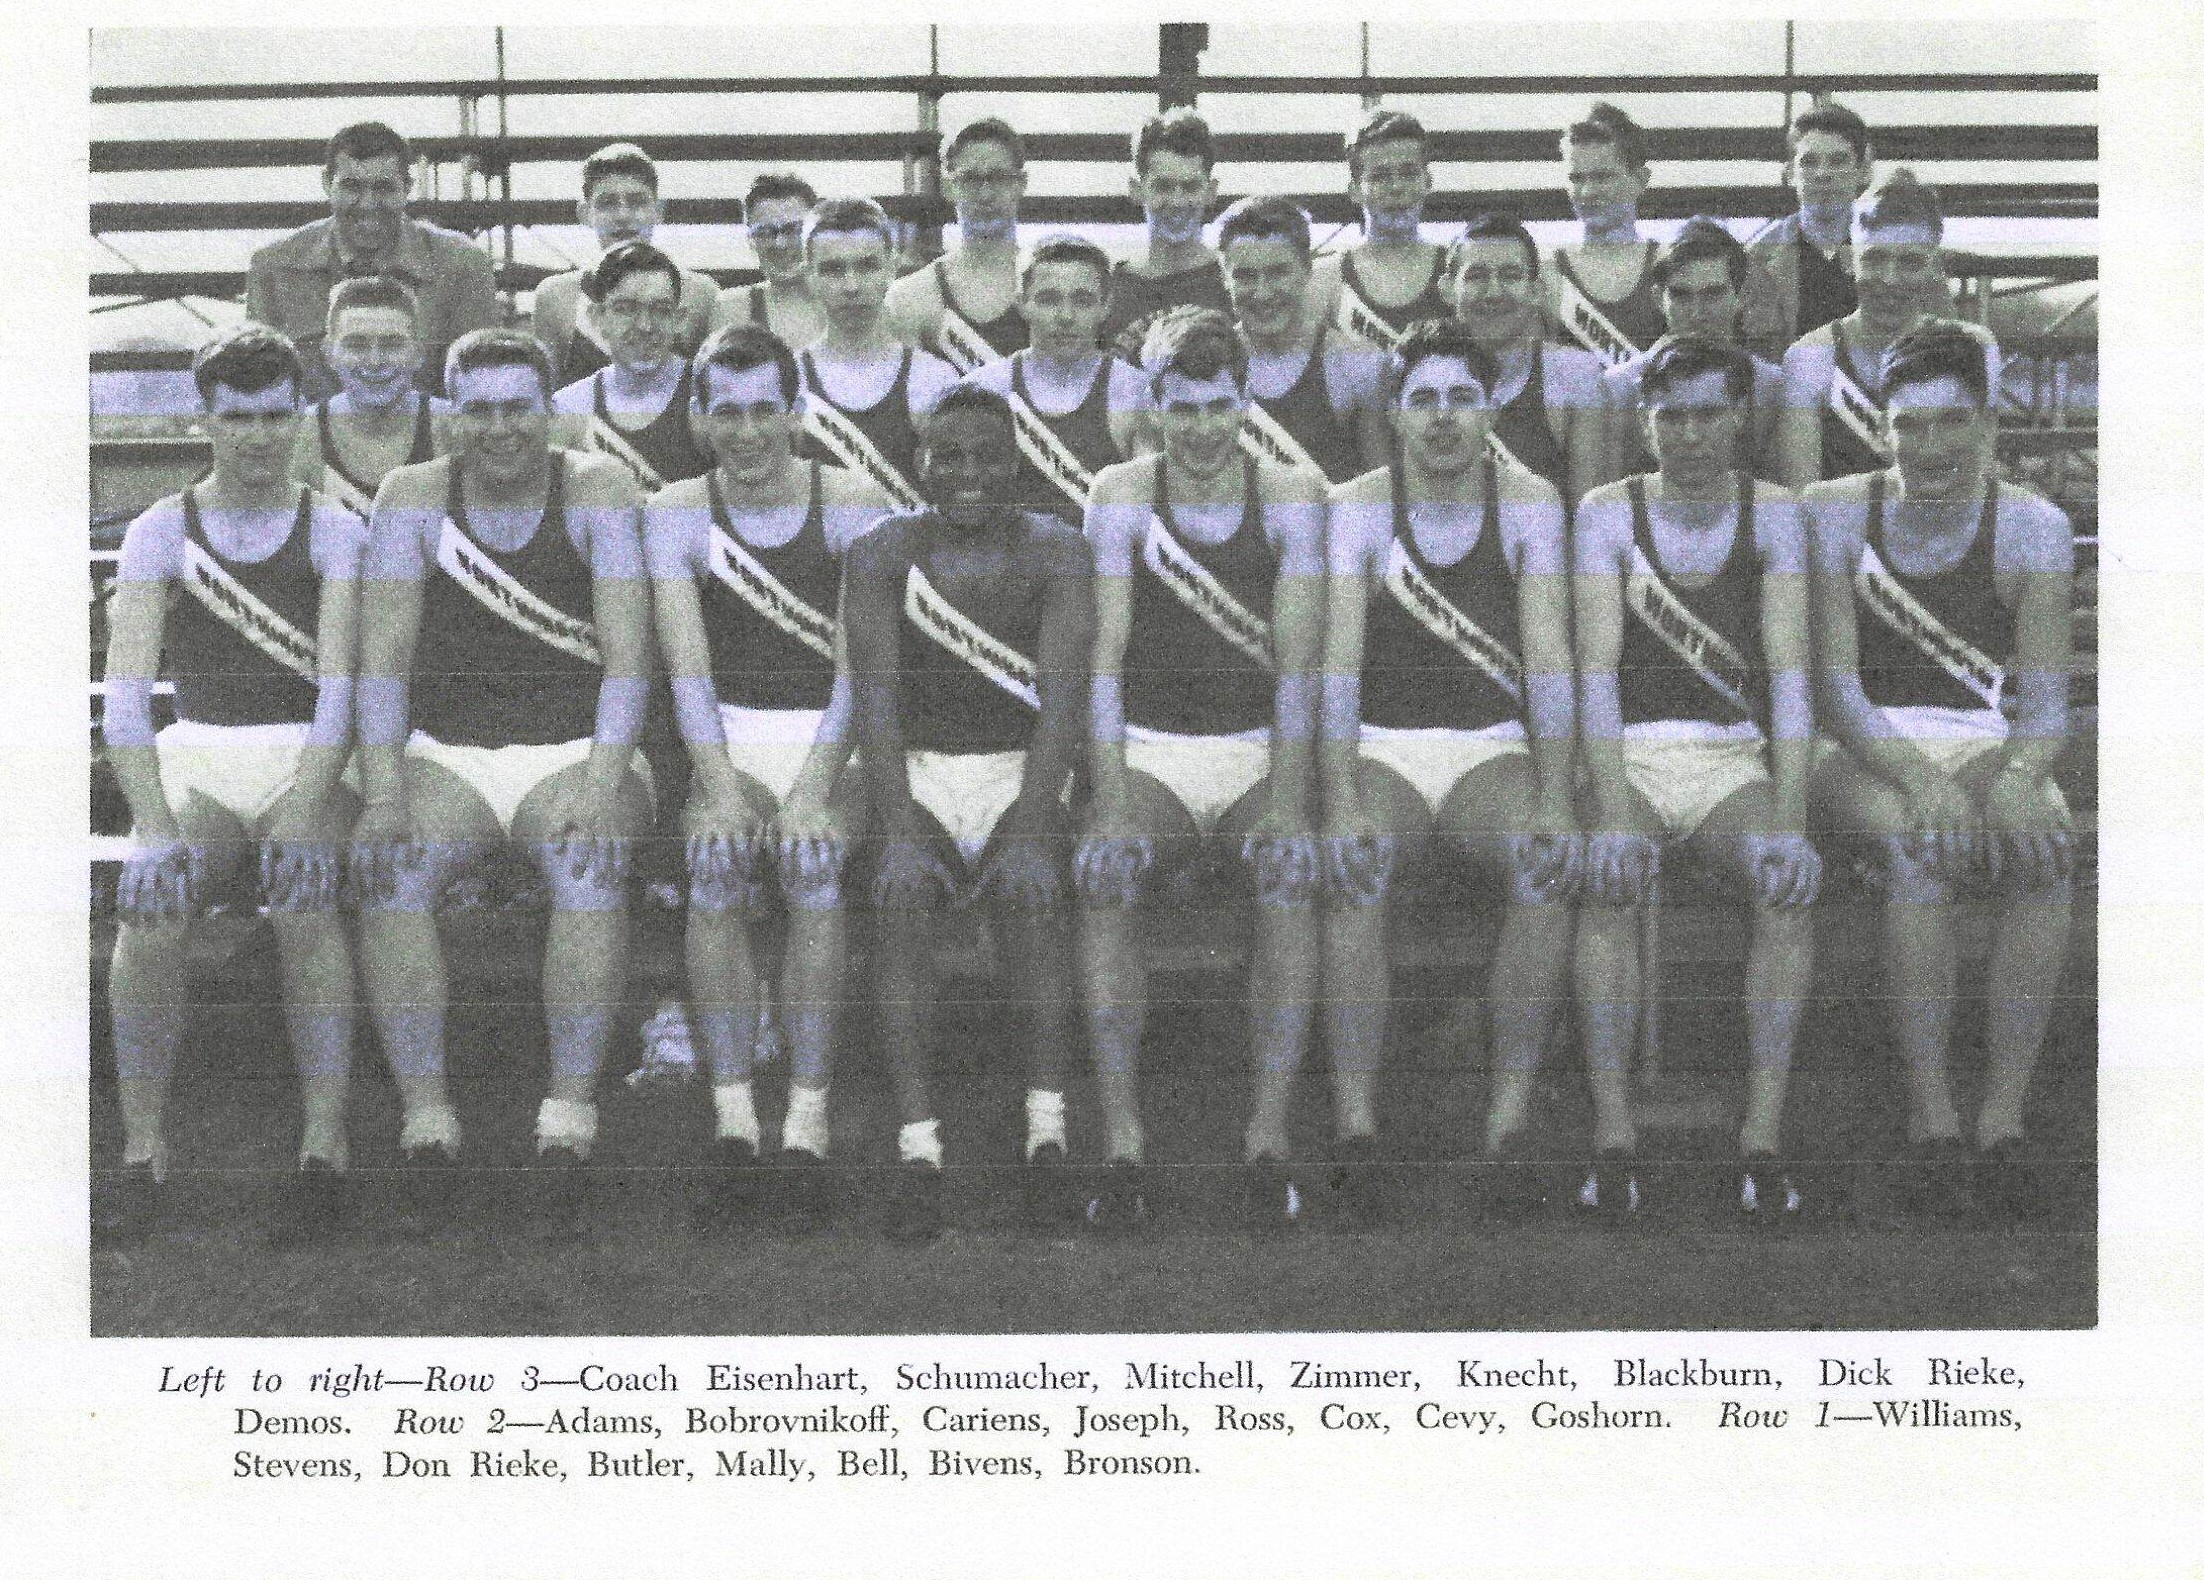 NORTHMONT
Left to right—Row 3—Coach Eisenhart, Schumacher, Mitchell, Zimmer, Knecht, Blackburn, Dick Rieke,
Demos. Row 2—Adams, Bobrovnikoff, Cariens, Joseph, Ross, Cox, Cevy, Goshorn. Row 1—Williams,
Stevens, Don Rieke, Butler, Mally, Bell, Bivens, Bronson.